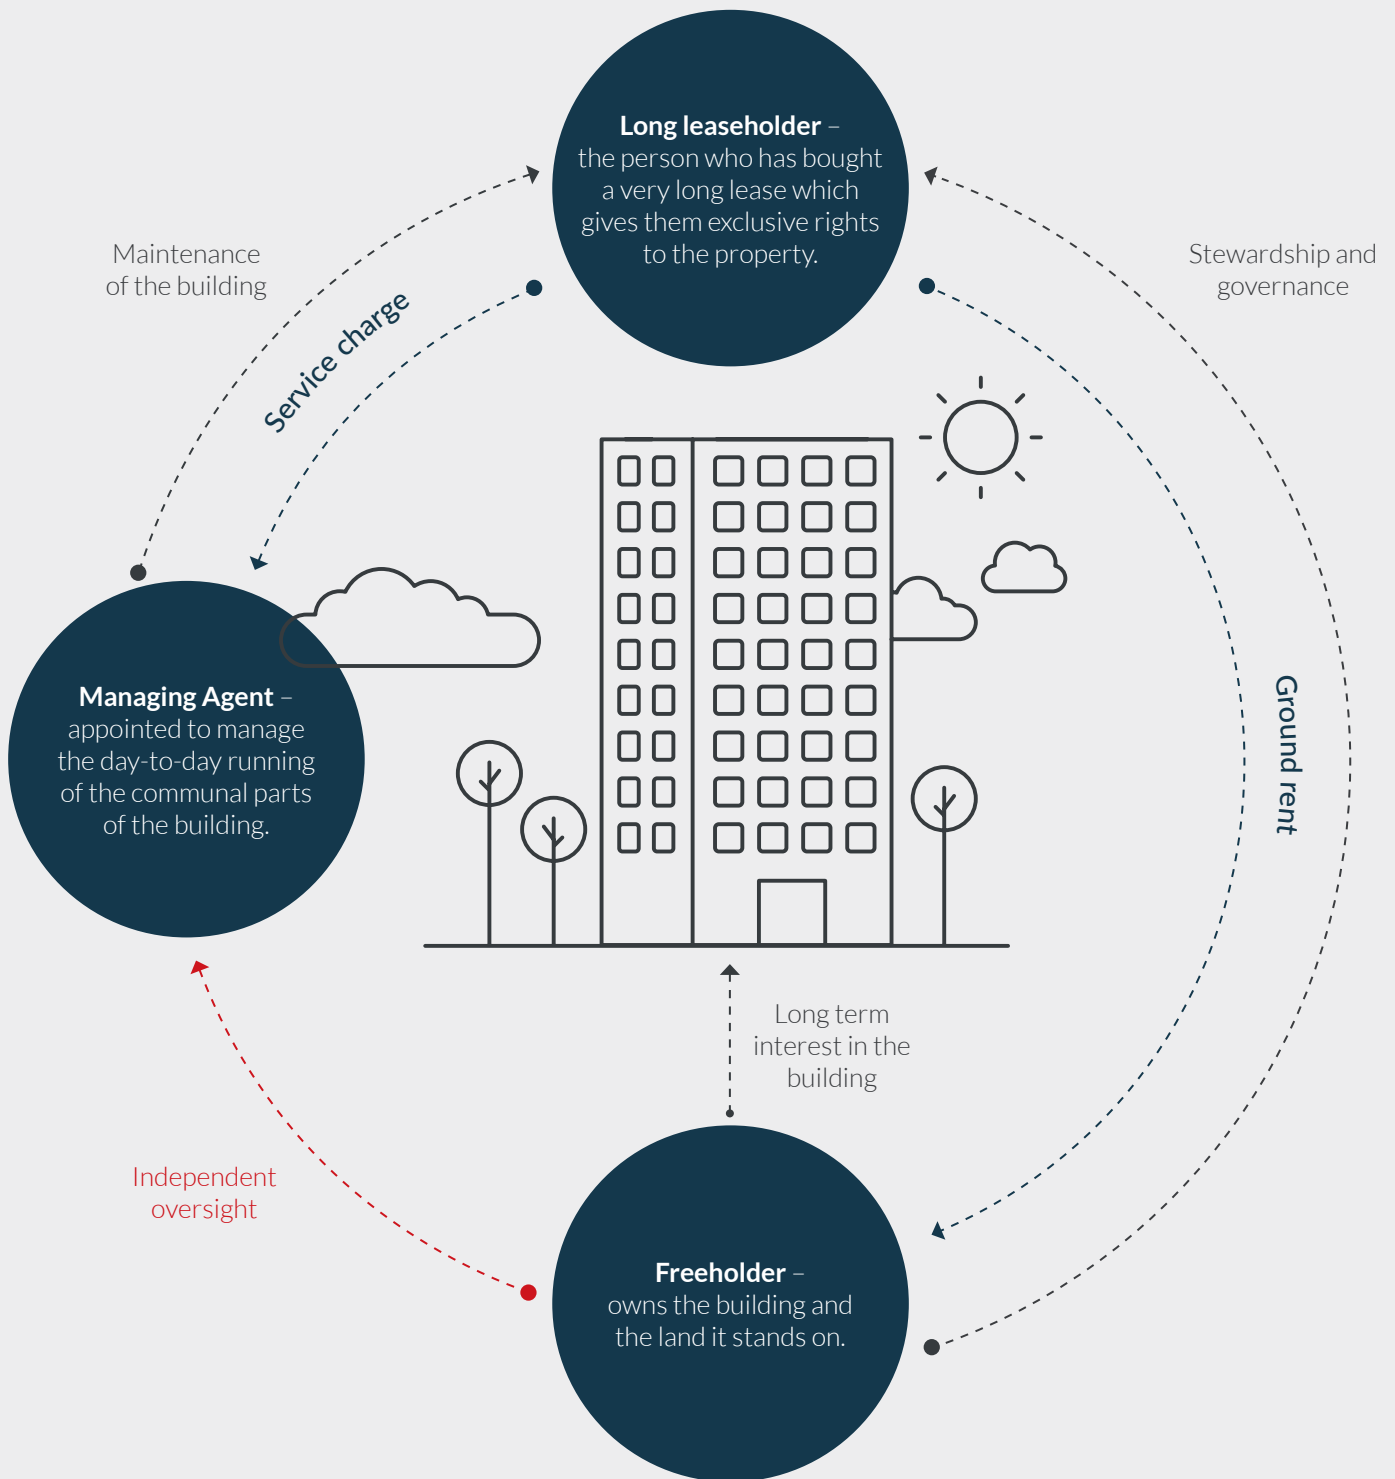 Long leaseholder –
the person who has bought
a very long lease which
gives them exclusive rights
to the property.
Maintenance
of the building
Stewardship and
governance
Service charge
Managing Agent –
appointed to manage
the day-to-day running
of the communal parts
of the building.
Ground rent
Long term
interest in the
building
Independent
oversight
Freeholder –
owns the building and
the land it stands on.